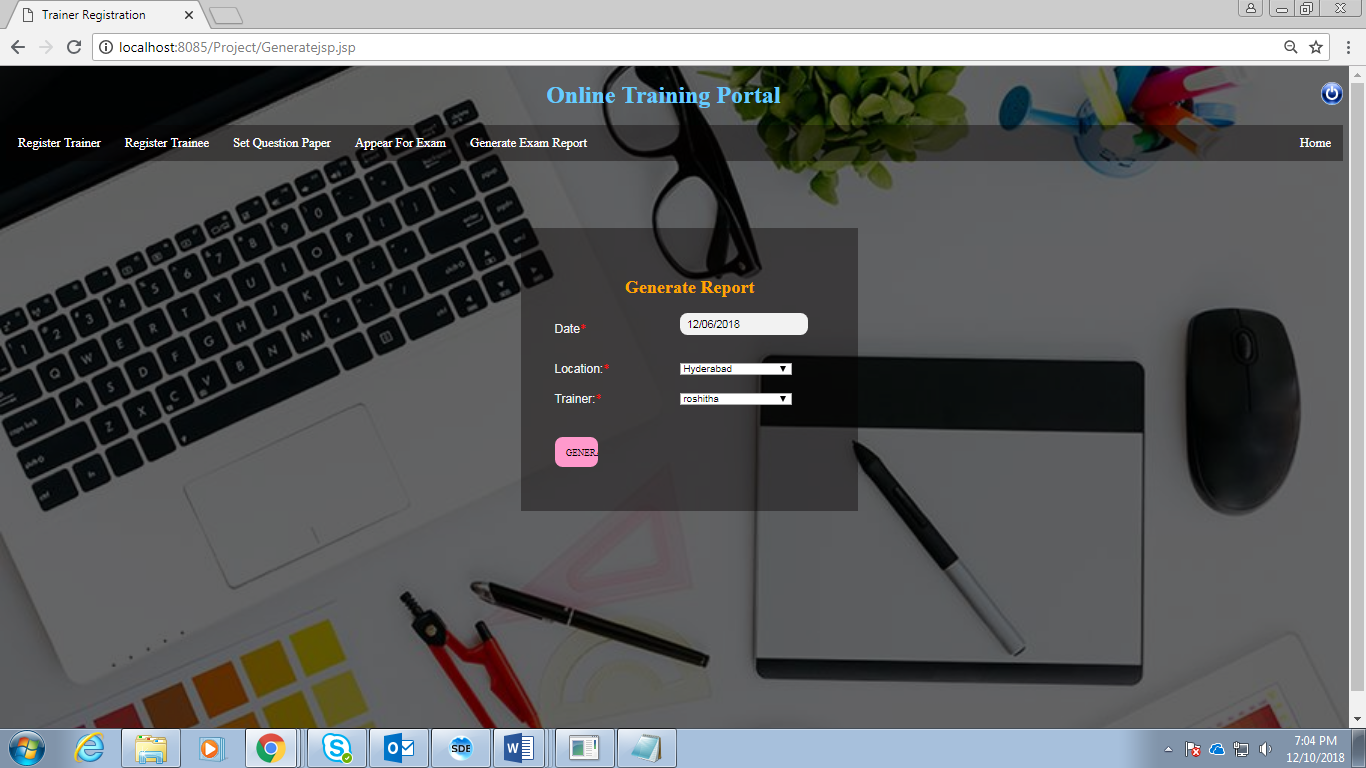 Trainer Registration
localhost:8085/Project/Generatejsp.jsp
Online Training Portal
Register Trainer Register Trainee Set Question Paper Appear For Exam Generate Exam Report Home
Generate Report
Date* 12/06/2018
Location:* Hyderabad
Trainer:* roshitha
GENERA
SDE
7:04 PM
12/10/2018